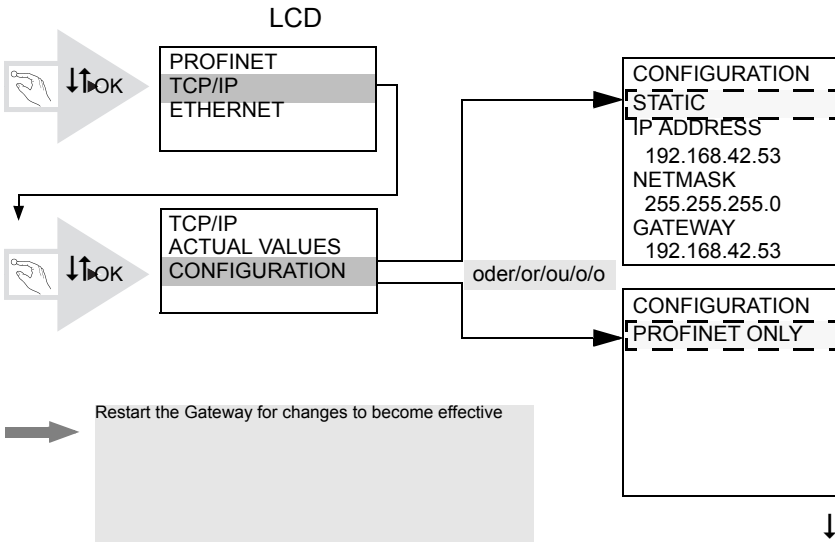 LCD
OK
PROFINET
TCP/IP
ETHERNET
OK
TCP/IP
ACTUAL VALUES
CONFIGURATION
oder/or/ou/o/o
CONFIGURATION
STATIC
IP ADDRESS
192.168.42.53
NETMASK
255.255.255.0
GATEWAY
192.168.42.53
CONFIGURATION
PROFINET ONLY
Restart the Gateway for changes to become effective